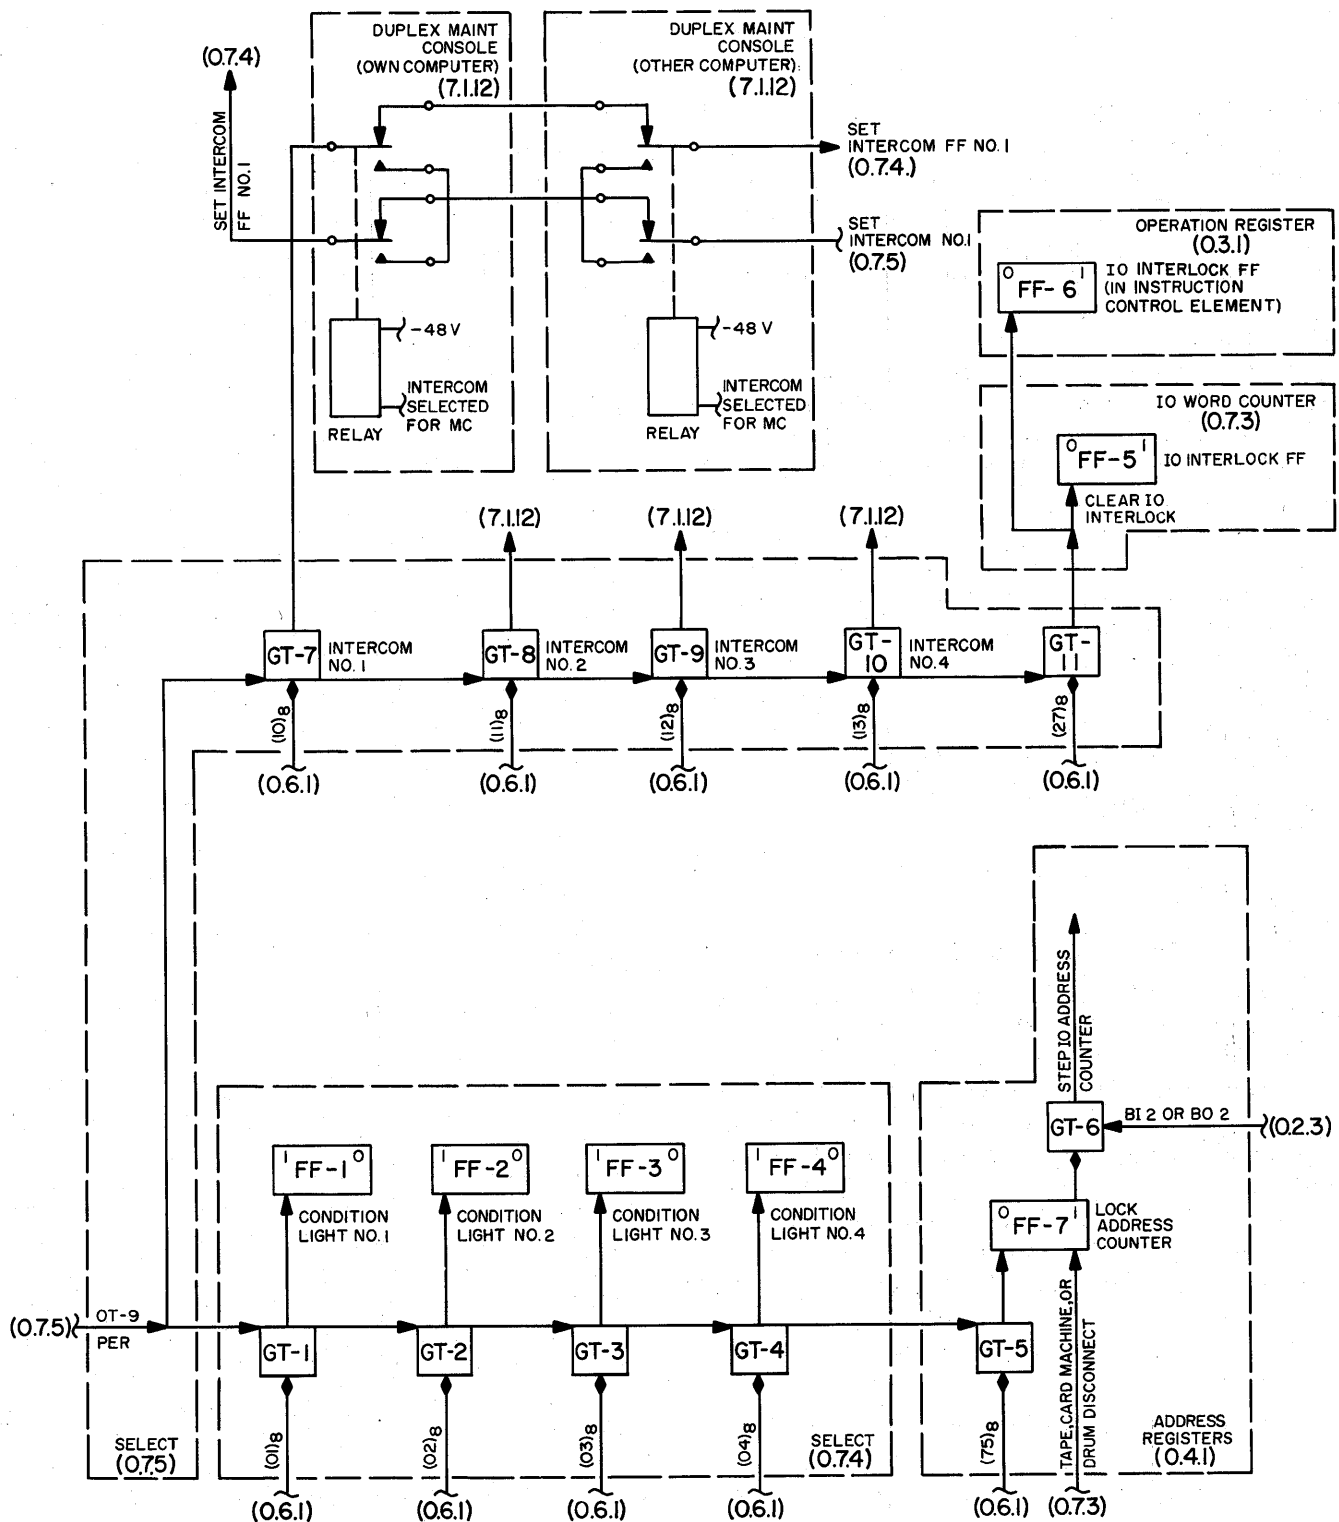 DUPLEX MAINT
CONSOLE
(OWN COMPUTER)
(7.1.12)
DUPLEX MAINT
CONSOLE
(OTHER COMPUTER):
(7.1.12)
(0.7.4)
SET INTERCOM
FF NO.1
SET
INTERCOM FF NO.1
(0.7.4.)
SET
INTERCOM NO.1
(0.7.5)
-48 V
INTERCOM
SELECTED
FOR MC
RELAY
-48 V
INTERCOM
SELECTED
FOR MC
RELAY
OPERATION REGISTER
(0.3.1)
0 FF-6 1
IO INTERLOCK FF
(IN INSTRUCTION
CONTROL ELEMENT)
IO WORD COUNTER
(0.7.3)
0 FF-5 1
IO INTERLOCK FF
CLEAR IO
INTERLOCK
(7.1.12)
(7.1.12)
(7.1.12)
GT-7
INTERCOM
NO. 1
GT-8
INTERCOM
NO. 2
GT-9
INTERCOM
NO. 3
GT-
10
INTERCOM
NO. 4
GT-
11
(10)8
(11)8
(12)8
(13)8
(27)8
(0.6.1)
(0.6.1)
(0.6.1)
(0.6.1)
(0.6.1)
STEP IO ADDRESS
COUNTER
GT-6
BI 2 OR BO 2
(0.2.3)
1 FF-1 0
1 FF-2 0
1 FF-3 0
1 FF-4 0
CONDITION
LIGHT NO. 1
CONDITION
LIGHT NO. 2
CONDITION
LIGHT NO. 3
CONDITION
LIGHT NO. 4
0 FF-7 1
LOCK
ADDRESS
COUNTER
(0.7.5)
OT-9
PER
GT-1
GT-2
GT-3
GT-4
GT-5
(01)8
(02)8
(03)8
(04)8
(75)8
TAPE, CARD MACHINE, OR
DRUM DISCONNECT
SELECT
(0.7.5)
SELECT
(0.7.4)
ADDRESS
REGISTERS
(0.4.1)
(0.6.1)
(0.6.1)
(0.6.1)
(0.6.1)
(0.6.1)
(0.7.3)